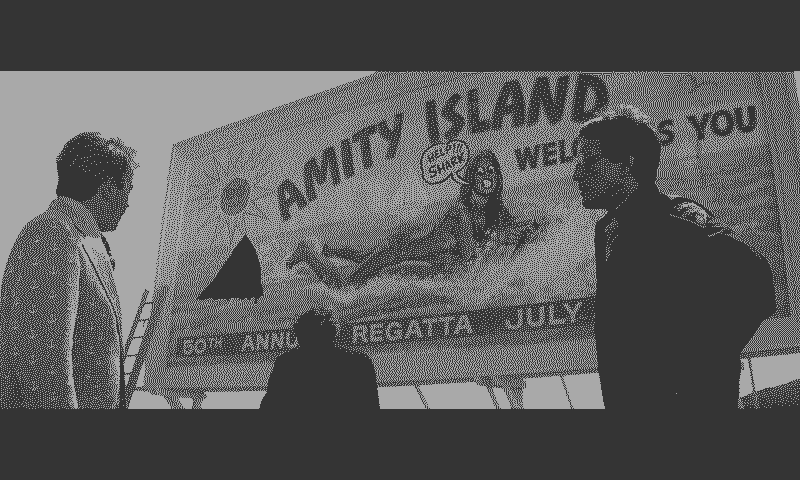 AMITY ISLAND
WEL S YOU
HELP!!
SHARK
50TH ANNU REGATTA JULY